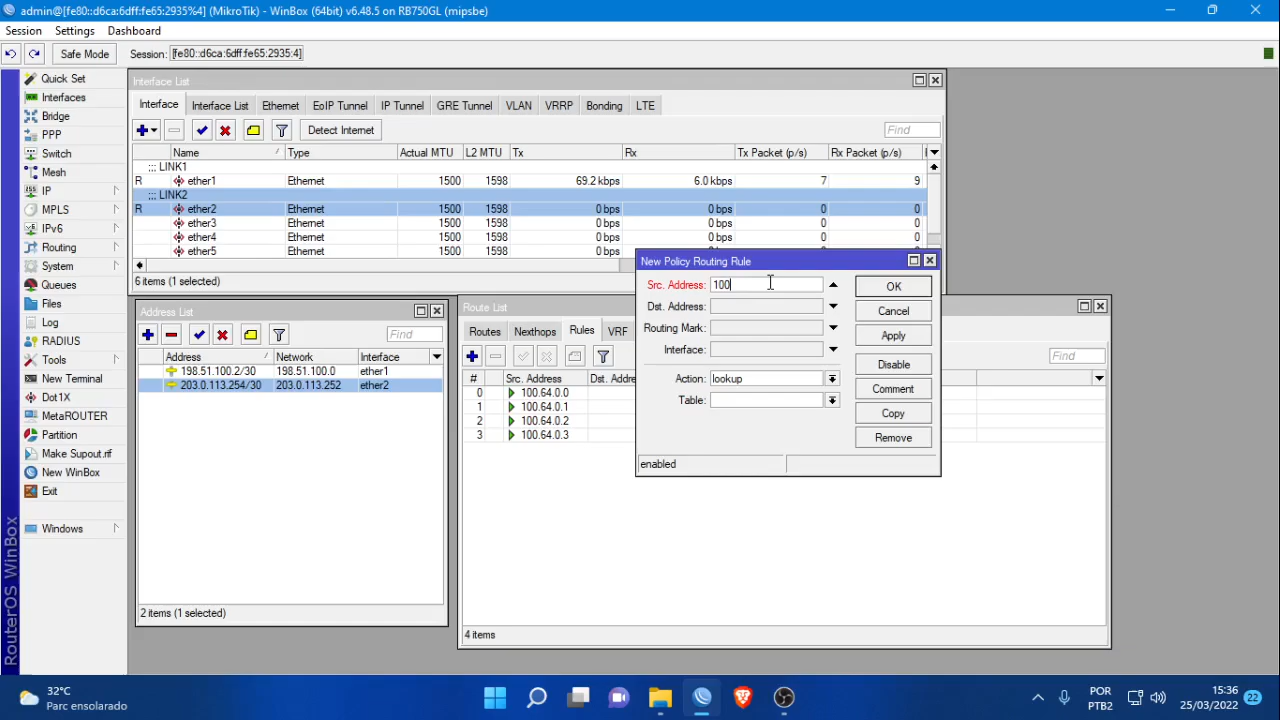 admin@[fe80::d6ca:6dff:fe65:2935%4] (MikroTik) - WinBox (64bit) v6.48.5 on RB750GL (mipsbe)
Session Settings Dashboard
Safe Mode Session: [fe80::d6ca:6dff:fe65:2935:4]
Quick Set
Interfaces
Bridge
PPP
Switch
Mesh
IP
MPLS
IPv6
Routing
System
Queues
Files
Log
RADIUS
Tools
New Terminal
Dot1X
MetaROUTER
Partition
Make Supout.rif
New WinBox
Exit
Windows
RouterOS WinBox
Interface List
Interface Interface List Ethernet EoIP Tunnel IP Tunnel GRE Tunnel VLAN VRRP Bonding LTE
Detect Internet Find
Name Type Actual MTU L2 MTU Tx Rx Tx Packet (p/s) Rx Packet (p/s)
;;; LINK1
R ether1 Ethernet 1500 1598 69.2 kbps 6.0 kbps 7 9
;;; LINK2
R ether2 Ethernet 1500 1598 0 bps 0 bps 0 0
ether3 Ethernet 1500 1598 0 bps 0 bps 0 0
ether4 Ethernet 1500 1598 0 bps 0 bps 0 0
ether5 Ethernet 1500 1598 0 bps 0 bps 0 0
6 items (1 selected)
Address List
Find
Address Network Interface
198.51.100.2/30 198.51.100.0 ether1
203.0.113.254/30 203.0.113.252 ether2
2 items (1 selected)
Route List
Routes Nexthops Rules VRF
Find
# Src. Address Dst. Addre
0 100.64.0.0
1 100.64.0.1
2 100.64.0.2
3 100.64.0.3
4 items
New Policy Routing Rule
Src. Address: 100
Dst. Address:
Routing Mark:
Interface:
Action: lookup
Table:
OK
Cancel
Apply
Disable
Comment
Copy
Remove
enabled
32°C
Parc ensolarado
POR
PTB2
15:36
25/03/2022
22